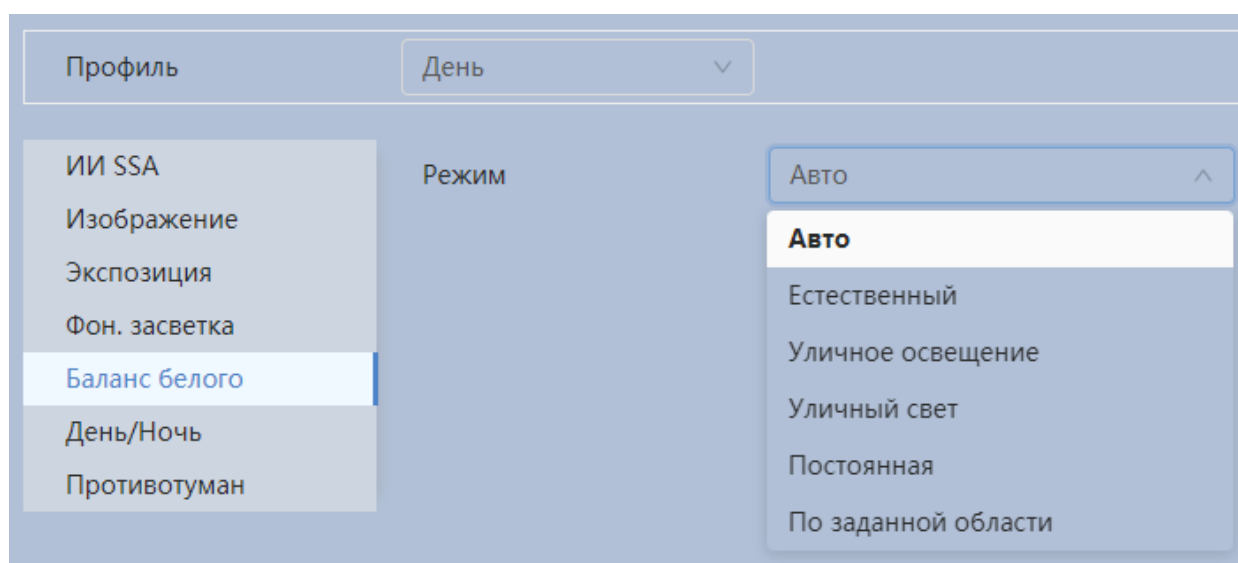 Профиль День
ИИ SSA Режим Авто
Изображение Авто
Экспозиция Естественный
Фон. засветка Уличное освещение
Баланс белого Уличный свет
День/Ночь Постоянная
Противотуман По заданной области